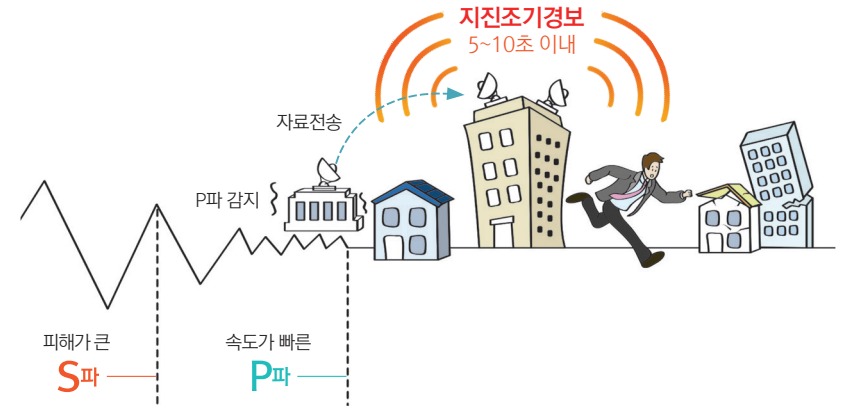 지진조기경보
5~10초 이내
자료전송
P파 감지
피해가 큰
S파
속도가 빠른
P파